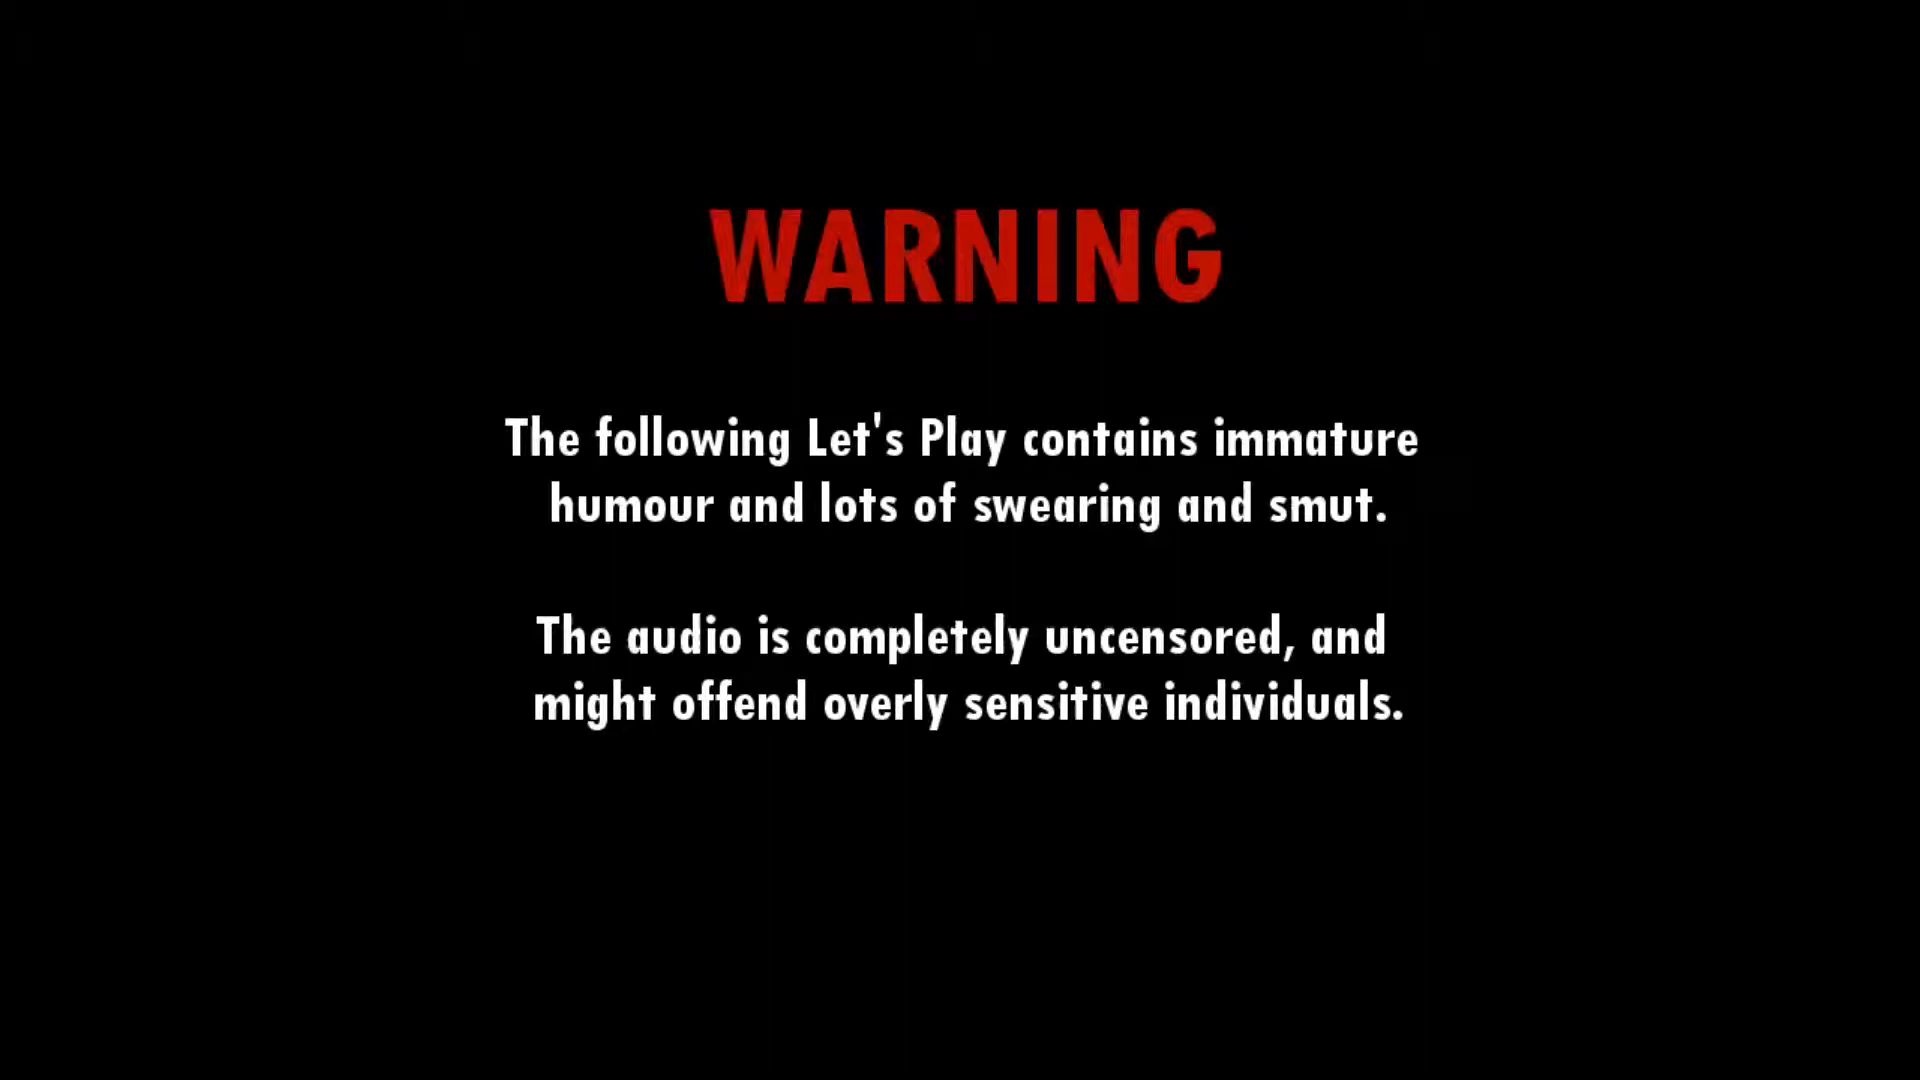 WARNING
The following Let's Play contains immature
humour and lots of swearing and smut.
The audio is completely uncensored, and
might offend overly sensitive individuals.